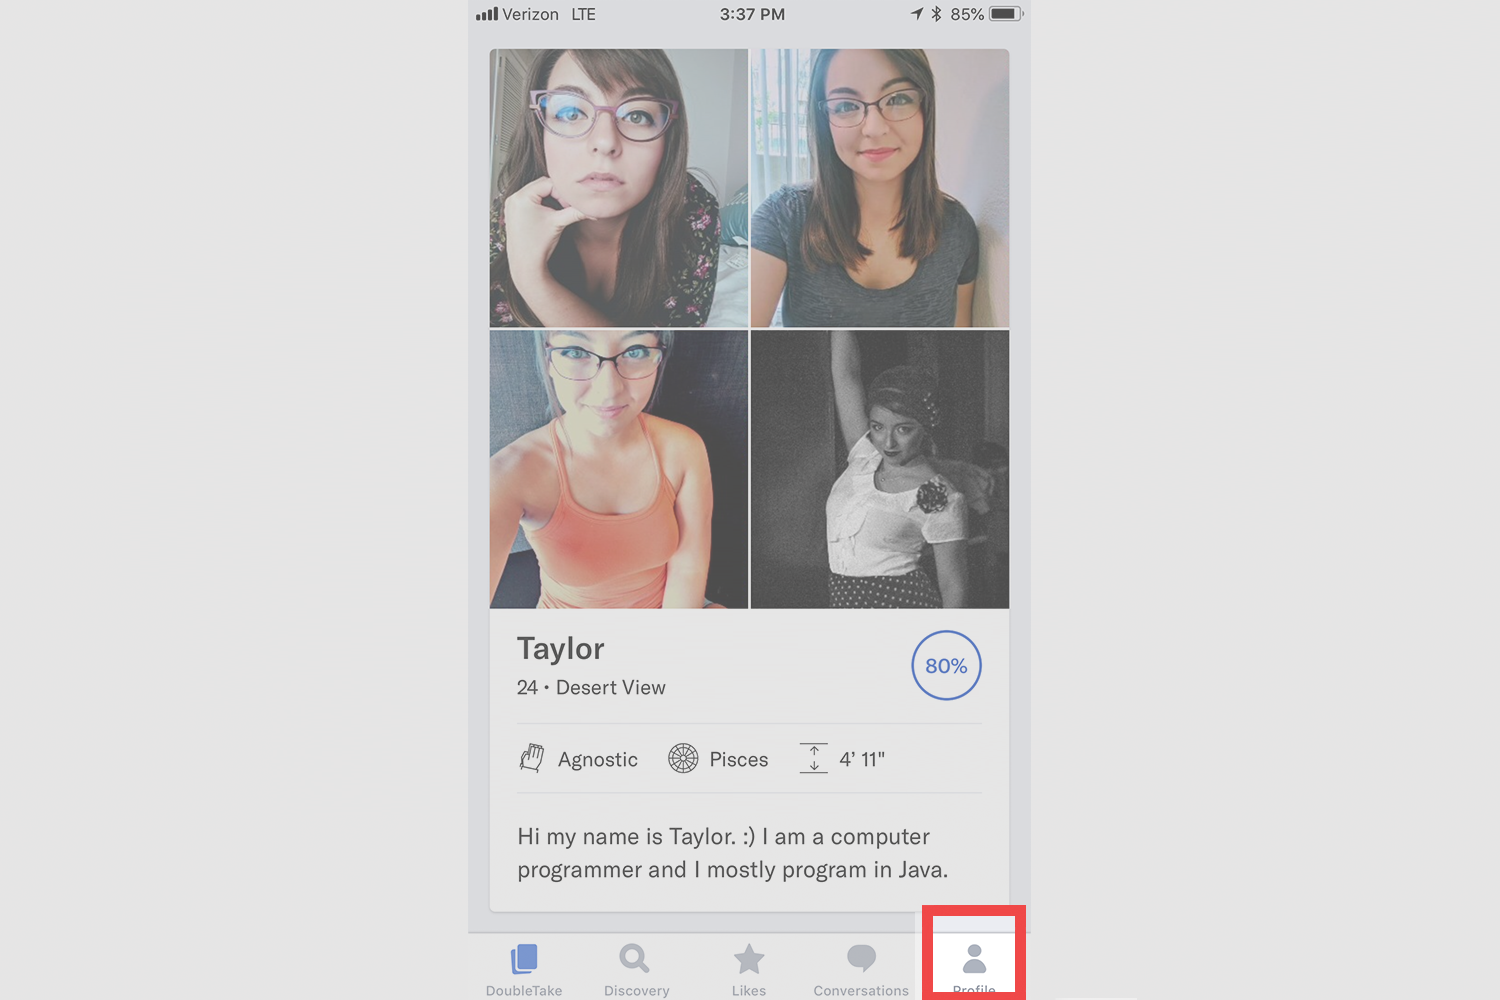 Verizon LTE 3:37 PM 85%
Taylor
80%
24 • Desert View
Agnostic Pisces 4' 11"
Hi my name is Taylor. :) I am a computer
programmer and I mostly program in Java.
DoubleTake Discovery Likes Conversations Profile